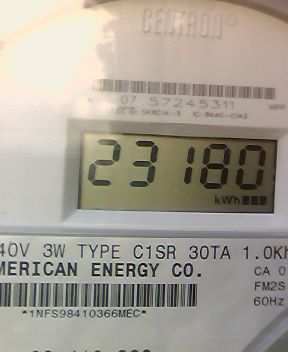 CENTRON®
07 57245311
23180
kWh
40V 3W TYPE C1SR 30TA 1.0Kh
MERICAN ENERGY CO.
CA 0
FM2S
60Hz
*1NFS98410366MEC*